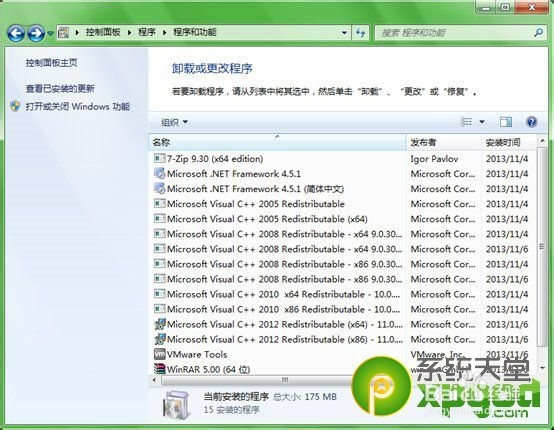 控制面板 ▸ 程序 ▸ 程序和功能
搜索 程序和功能
控制面板主页
查看已安装的更新
打开或关闭 Windows 功能
卸载或更改程序
若要卸载程序，请从列表中将其选中，然后单击“卸载”、“更改”或“修复”。
组织
名称 发布者 安装时间
7-Zip 9.30 (x64 edition) Igor Pavlov 2013/11/4
Microsoft .NET Framework 4.5.1 Microsoft Cor... 2013/11/4
Microsoft .NET Framework 4.5.1 (简体中文) Microsoft Cor... 2013/11/4
Microsoft Visual C++ 2005 Redistributable Microsoft Cor... 2013/11/4
Microsoft Visual C++ 2005 Redistributable (x64) Microsoft Cor... 2013/11/4
Microsoft Visual C++ 2008 Redistributable - x64 9.0.30... Microsoft Cor... 2013/11/4
Microsoft Visual C++ 2008 Redistributable - x64 9.0.30... Microsoft Cor... 2013/11/6
Microsoft Visual C++ 2008 Redistributable - x86 9.0.30... Microsoft Cor... 2013/11/4
Microsoft Visual C++ 2008 Redistributable - x86 9.0.30... Microsoft Cor... 2013/11/6
Microsoft Visual C++ 2010 x64 Redistributable - 10.0.... Microsoft Cor... 2013/11/6
Microsoft Visual C++ 2010 x86 Redistributable - 10.0.... Microsoft Cor... 2013/11/6
Microsoft Visual C++ 2012 Redistributable (x64) - 11.0... Microsoft Cor... 2013/11/4
Microsoft Visual C++ 2012 Redistributable (x86) - 11.0... Microsoft Cor... 2013/11/4
VMware Tools VMware, Inc.
WinRAR 5.00 (64 位)
当前安装的程序 总大小: 175 MB
15 安装了程序
系统天堂
Baidu经验